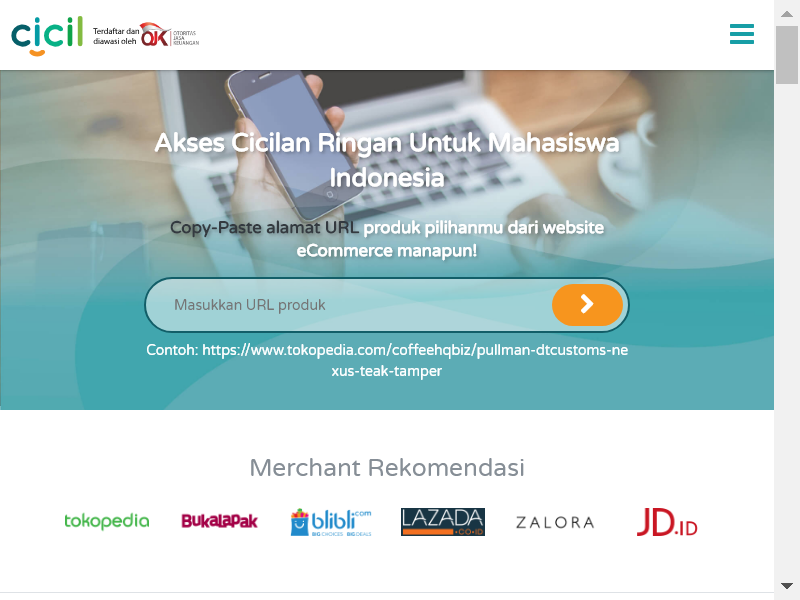 cicil
Terdaftar dan
diawasi oleh
OJK
OTORITAS
JASA
KEUANGAN
Akses Cicilan Ringan Untuk Mahasiswa
Indonesia
Copy-Paste alamat URL produk pilihanmu dari website
eCommerce manapun!
Masukkan URL produk
Contoh: https://www.tokopedia.com/coffeehqbiz/pullman-dtcustoms-ne
xus-teak-tamper
Merchant Rekomendasi
tokopedia
BukaLapak
blibli.com
BIG CHOICES BIG DEALS
LAZADA
.CO.ID
ZALORA
JD.ID